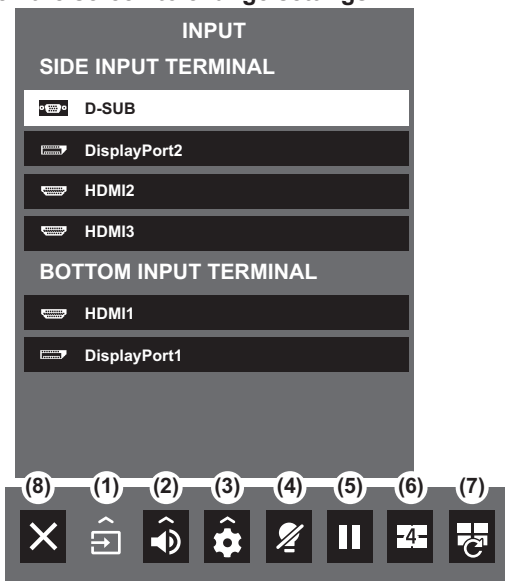 INPUT
SIDE INPUT TERMINAL
D-SUB
DisplayPort2
HDMI2
HDMI3
BOTTOM INPUT TERMINAL
HDMI1
DisplayPort1
(8) (1) (2) (3) (4) (5) (6) (7)
4